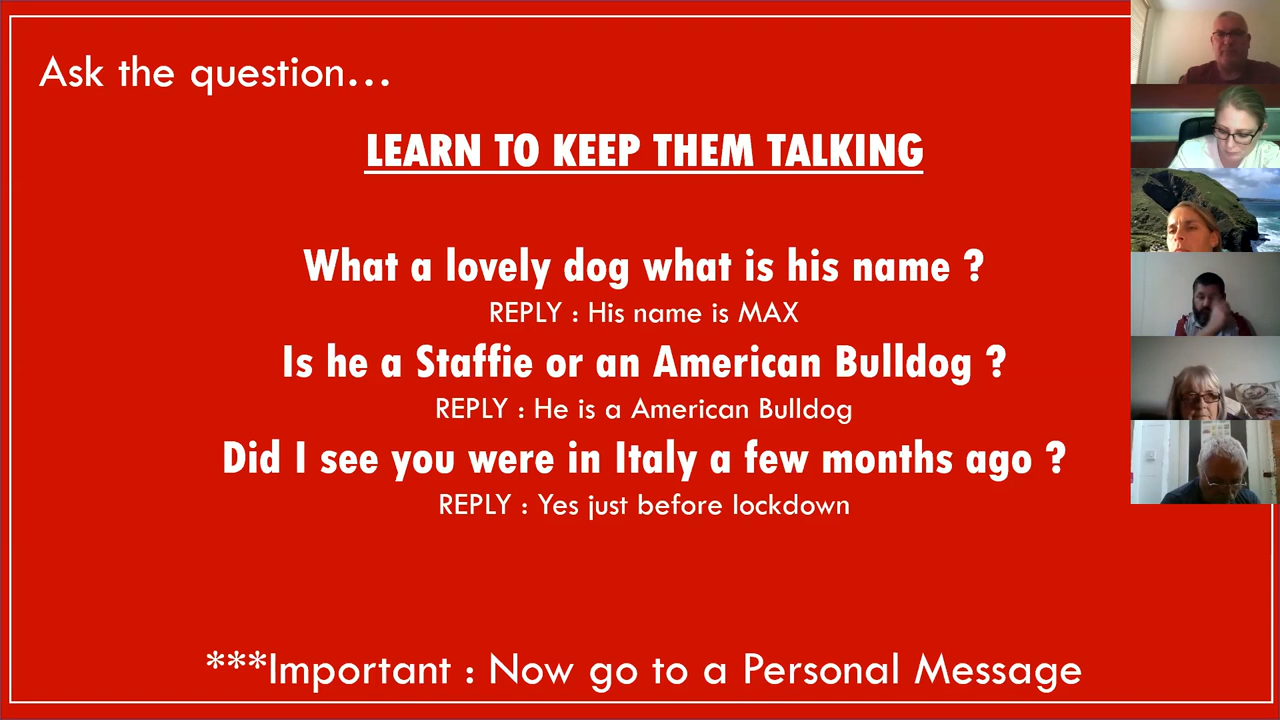 Ask the question...
LEARN TO KEEP THEM TALKING
What a lovely dog what is his name ?
REPLY : His name is MAX
Is he a Staffie or an American Bulldog ?
REPLY : He is a American Bulldog
Did I see you were in Italy a few months ago ?
REPLY : Yes just before lockdown
***Important : Now go to a Personal Message